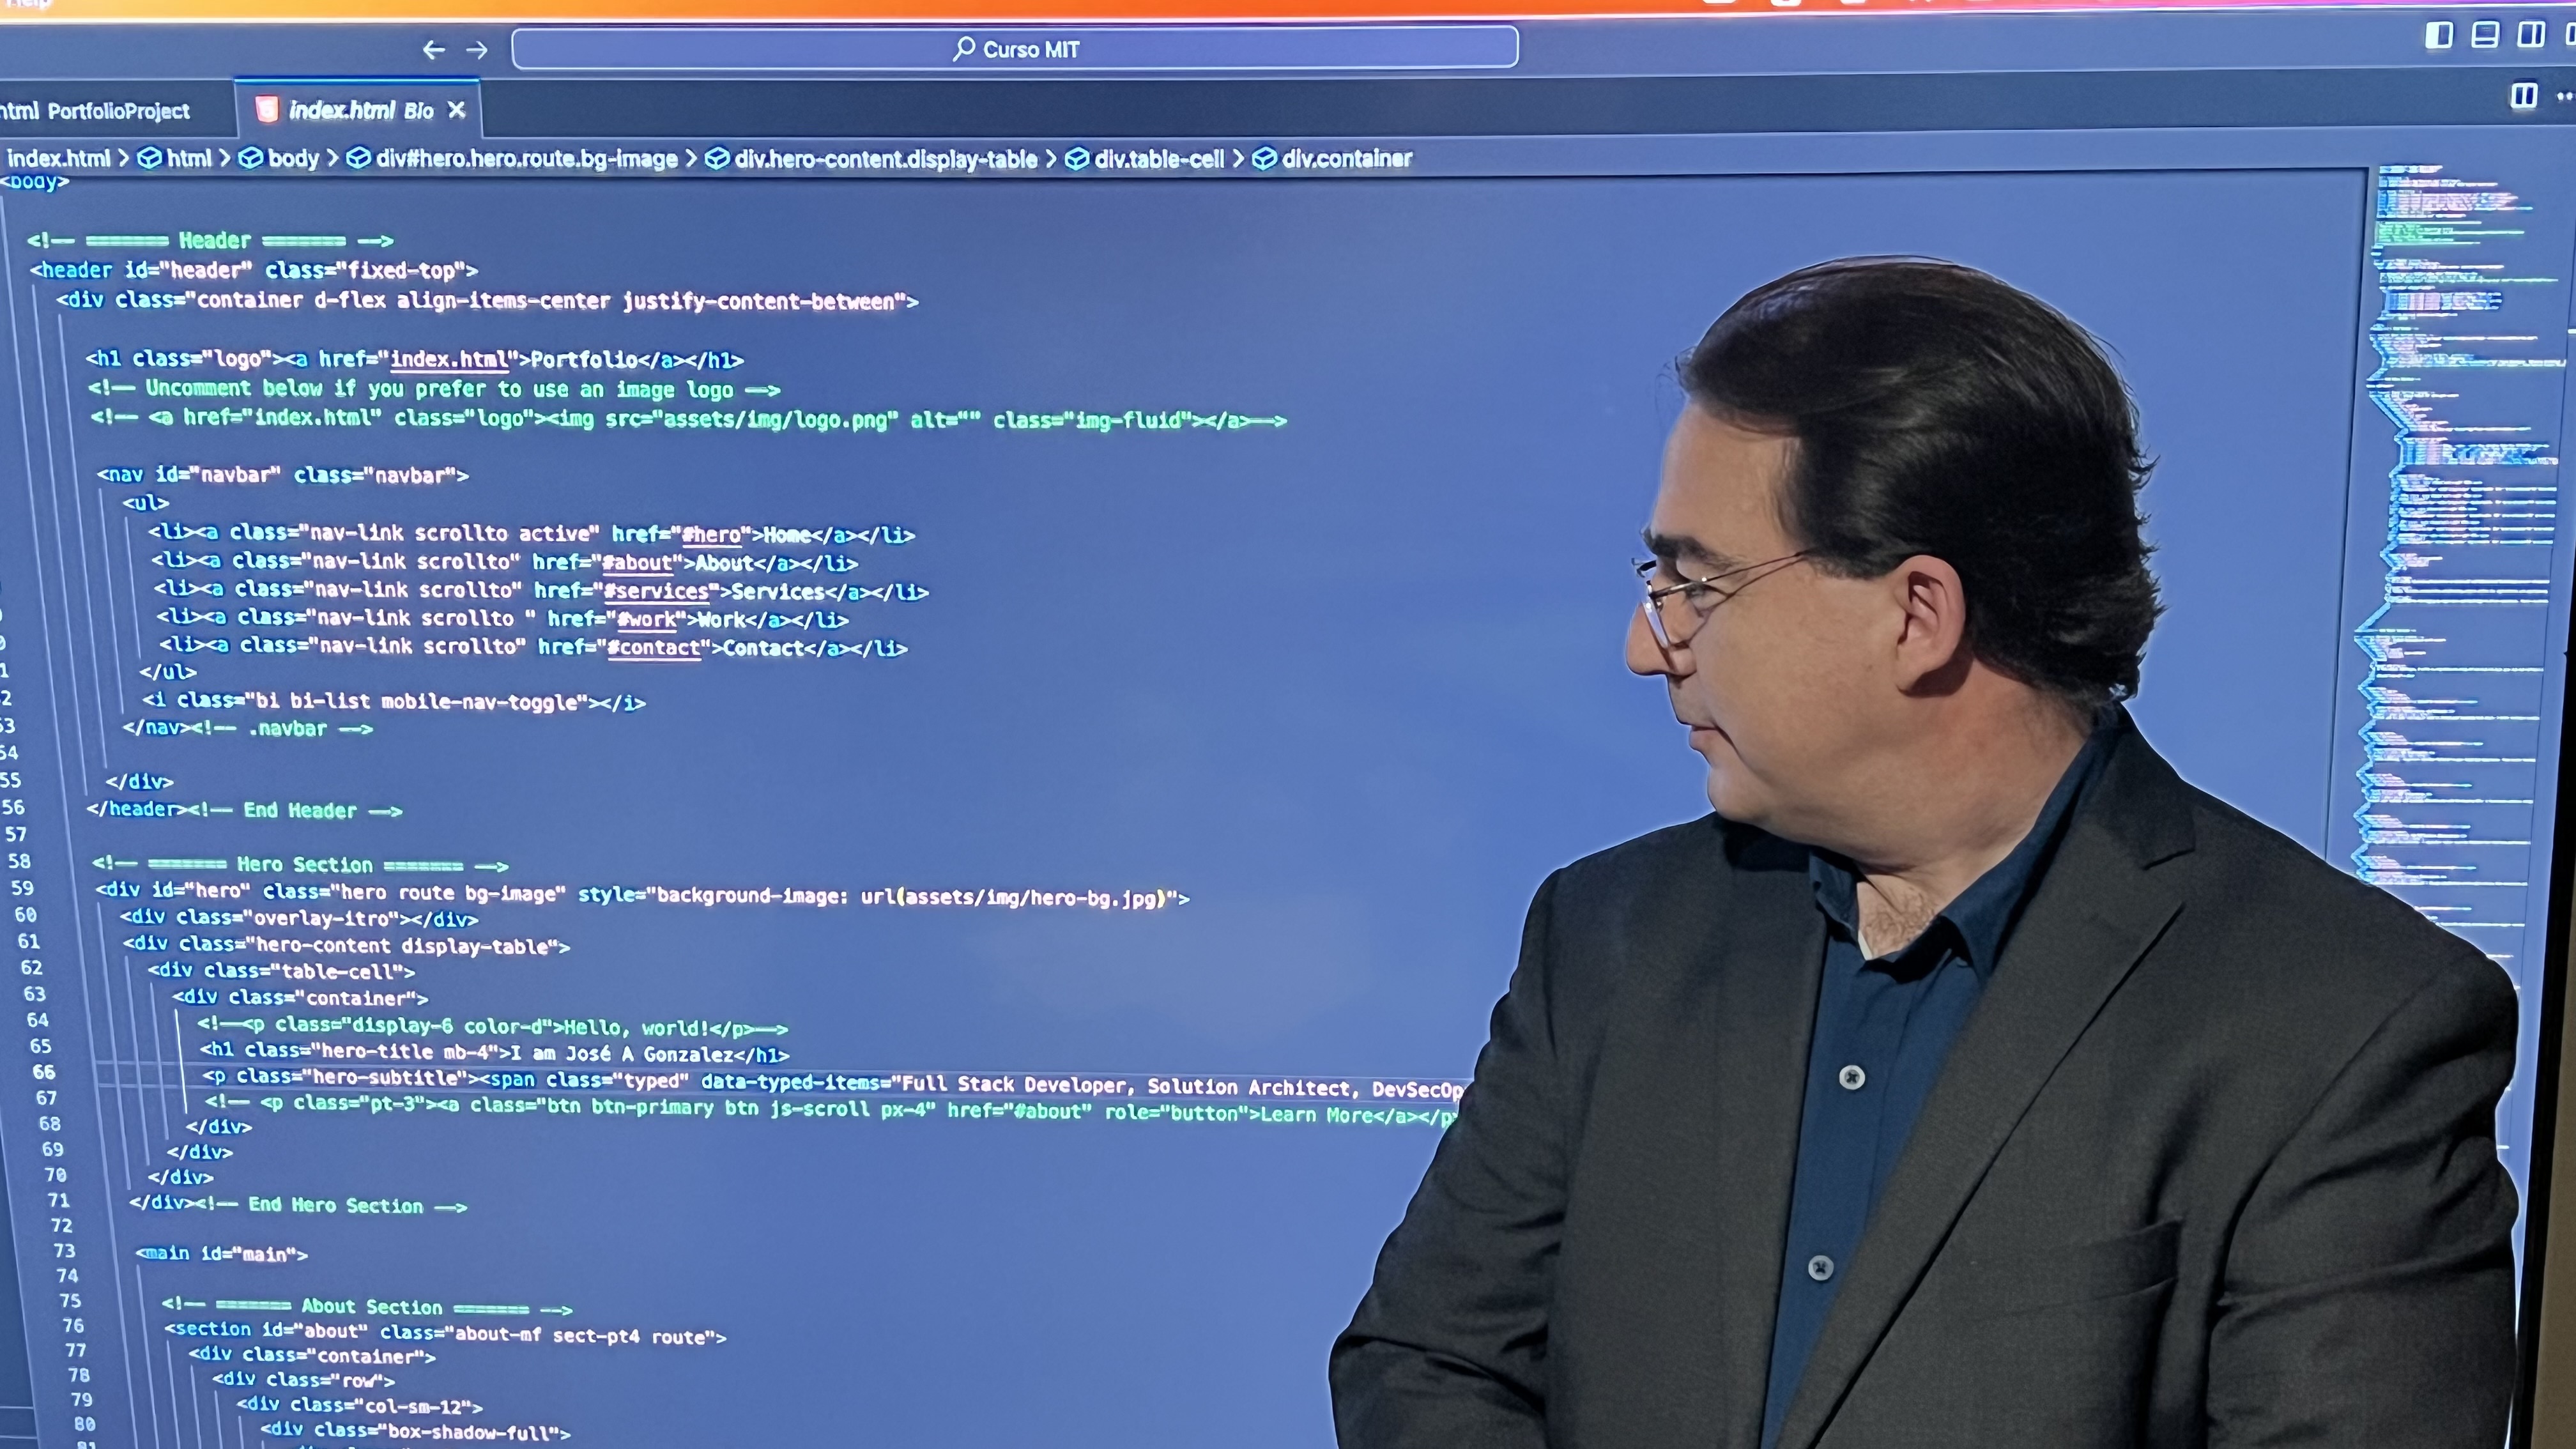 Help
Curso MIT
html PortfolioProject index.html Bio
index.html > html > body > div#hero.hero.route.bg-image > div.hero-content.display-table > div.table-cell > div.container
<body>
<!-- ======= Header ======= -->
<header id="header" class="fixed-top">
<div class="container d-flex align-items-center justify-content-between">
<h1 class="logo"><a href="index.html">Portfolio</a></h1>
<!-- Uncomment below if you prefer to use an image logo -->
<!-- <a href="index.html" class="logo"><img src="assets/img/logo.png" alt="" class="img-fluid"></a>-->
<nav id="navbar" class="navbar">
<ul>
<li><a class="nav-link scrollto active" href="#hero">Home</a></li>
<li><a class="nav-link scrollto" href="#about">About</a></li>
<li><a class="nav-link scrollto" href="#services">Services</a></li>
<li><a class="nav-link scrollto " href="#work">Work</a></li>
<li><a class="nav-link scrollto" href="#contact">Contact</a></li>
</ul>
<i class="bi bi-list mobile-nav-toggle"></i>
53 </nav><!-- .navbar -->
54
55 </div>
56 </header><!-- End Header -->
57
58 <!-- ======= Hero Section ======= -->
59 <div id="hero" class="hero route bg-image" style="background-image: url(assets/img/hero-bg.jpg)">
60 <div class="overlay-itro"></div>
61 <div class="hero-content display-table">
62 <div class="table-cell">
63 <div class="container">
64 <!--<p class="display-6 color-d">Hello, world!</p>-->
65 <h1 class="hero-title mb-4">I am José A Gonzalez</h1>
66 <p class="hero-subtitle"><span class="typed" data-typed-items="Full Stack Developer, Solution Architect, DevSecOp
67 <!-- <p class="pt-3"><a class="btn btn-primary btn js-scroll px-4" href="#about" role="button">Learn More</a></p>
68 </div>
69 </div>
70 </div>
71 </div><!-- End Hero Section -->
72
73 <main id="main">
74
75 <!-- ======= About Section ======= -->
76 <section id="about" class="about-mf sect-pt4 route">
77 <div class="container">
78 <div class="row">
79 <div class="col-sm-12">
80 <div class="box-shadow-full">